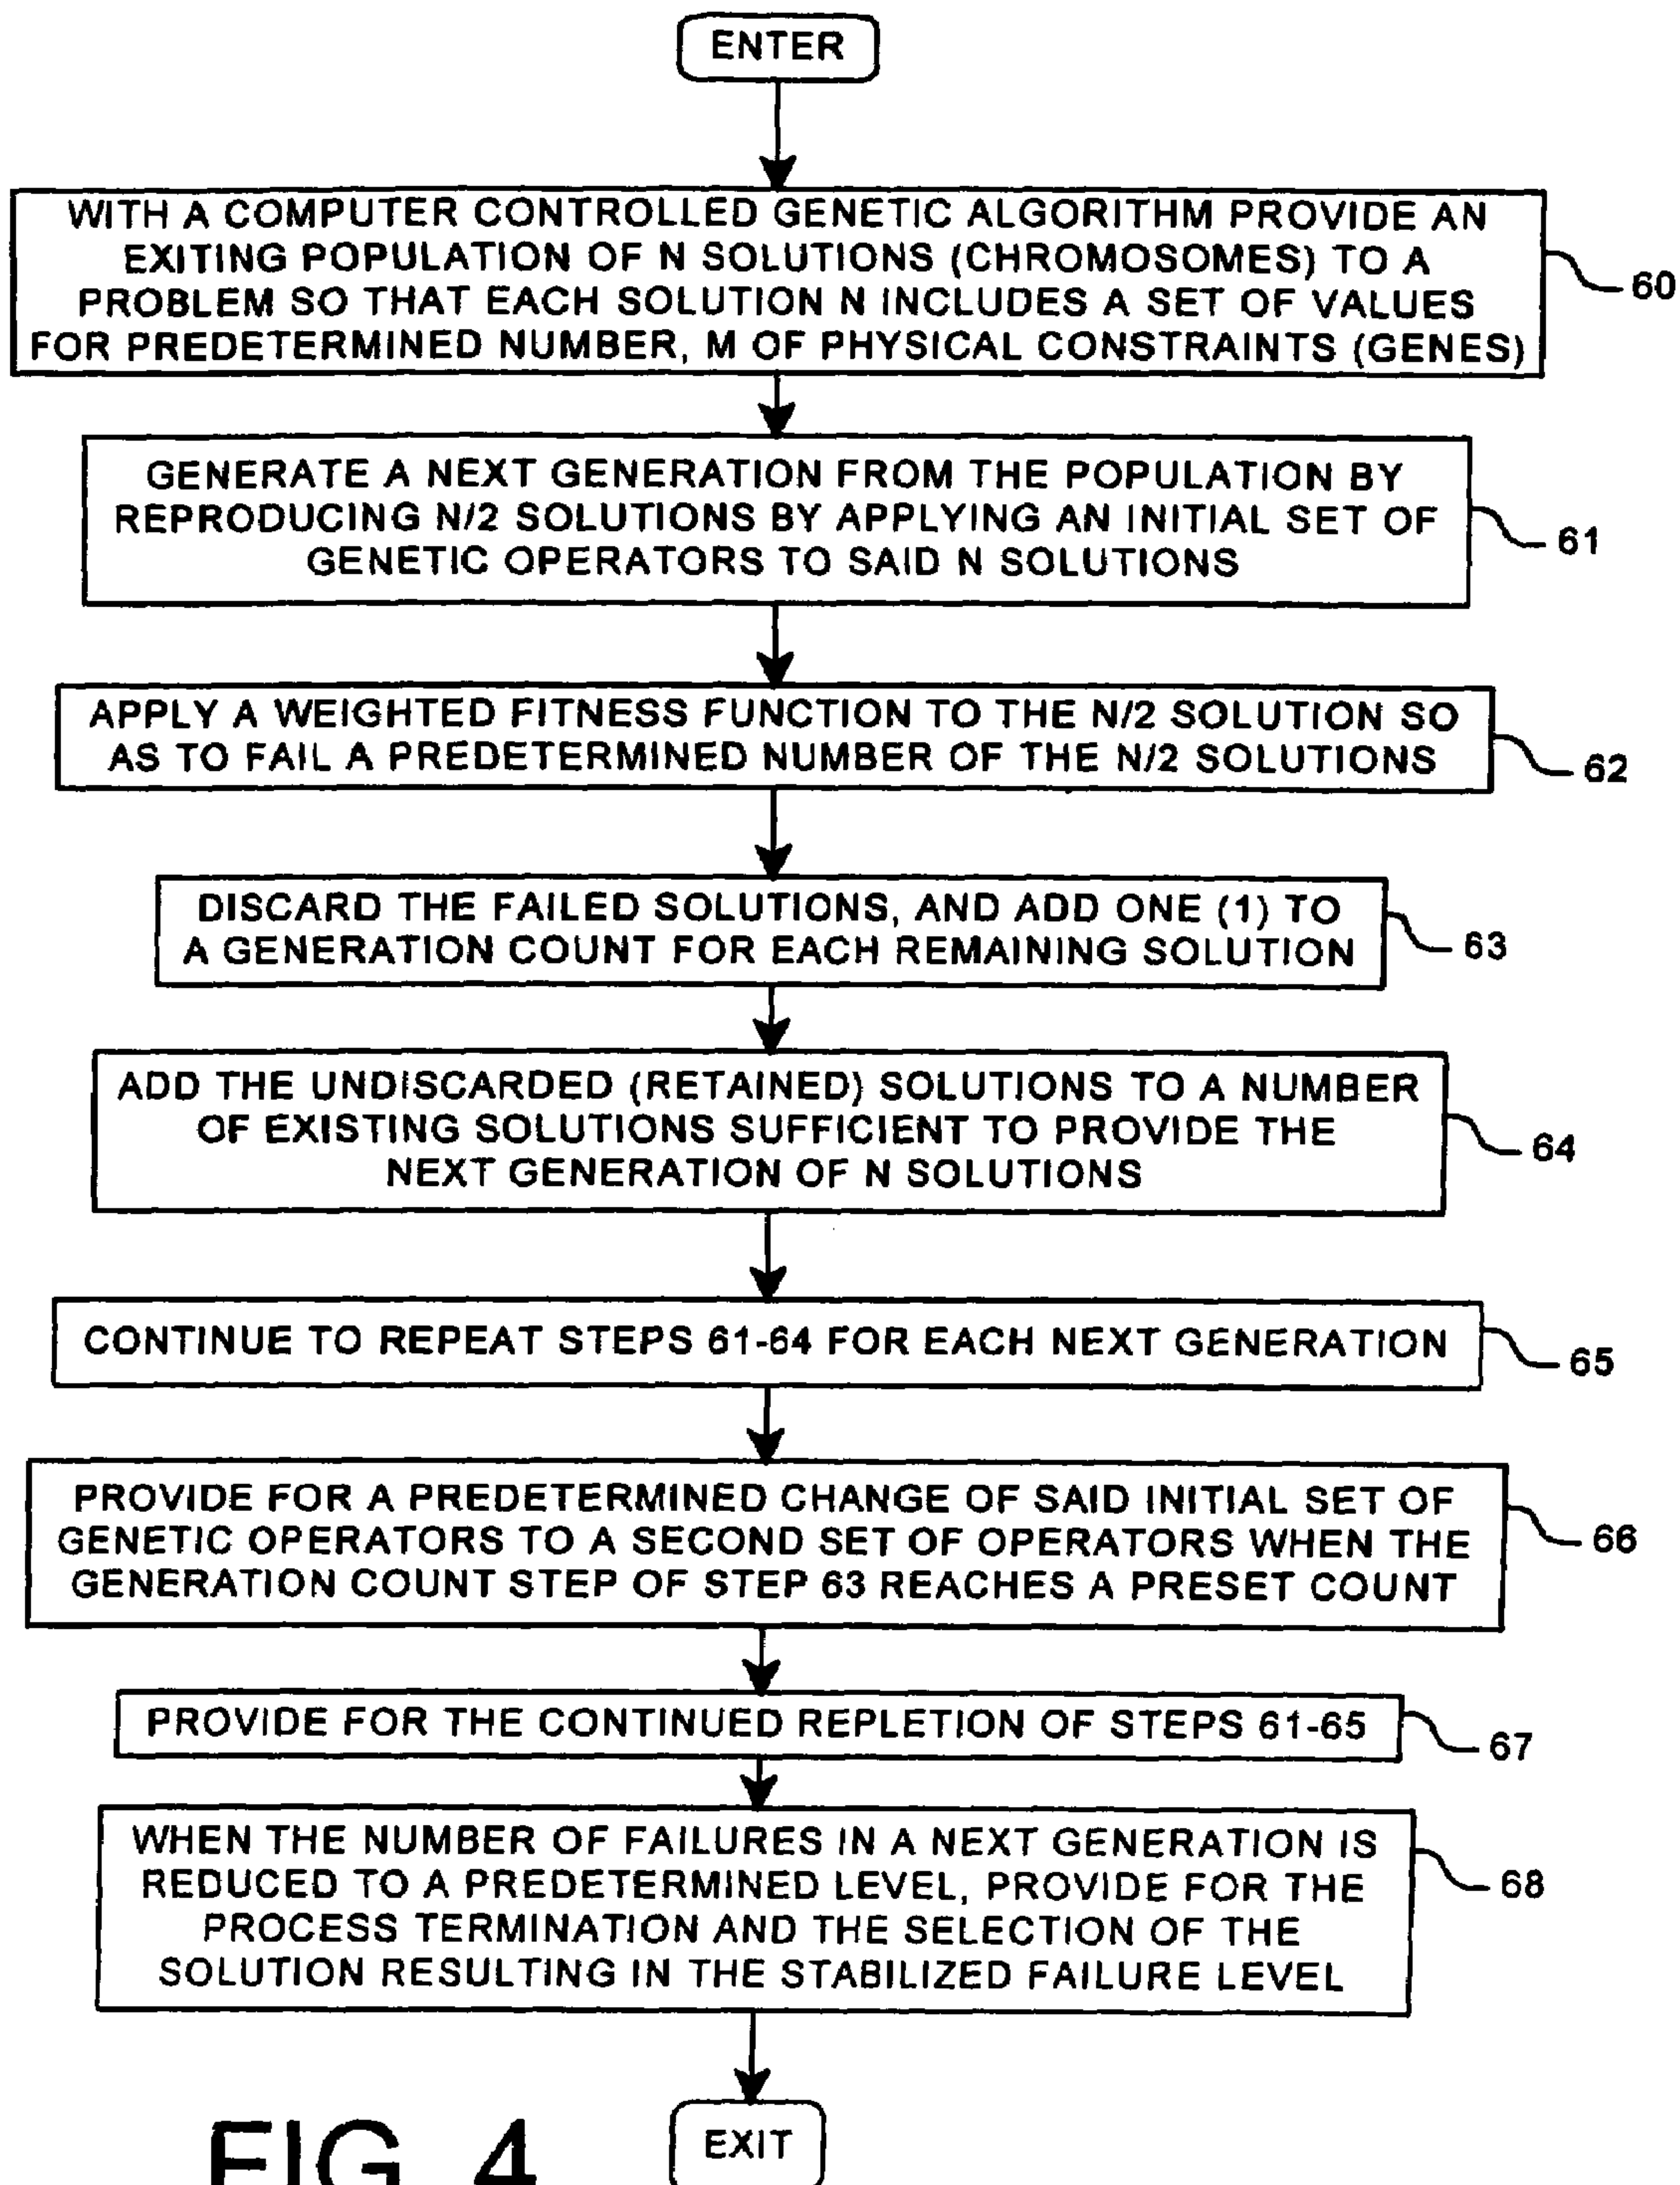 ENTER
WITH A COMPUTER CONTROLLED GENETIC ALGORITHM PROVIDE AN
EXITING POPULATION OF N SOLUTIONS (CHROMOSOMES) TO A
PROBLEM SO THAT EACH SOLUTION N INCLUDES A SET OF VALUES
FOR PREDETERMINED NUMBER, M OF PHYSICAL CONSTRAINTS (GENES)
60
GENERATE A NEXT GENERATION FROM THE POPULATION BY
REPRODUCING N/2 SOLUTIONS BY APPLYING AN INITIAL SET OF
GENETIC OPERATORS TO SAID N SOLUTIONS
61
APPLY A WEIGHTED FITNESS FUNCTION TO THE N/2 SOLUTION SO
AS TO FAIL A PREDETERMINED NUMBER OF THE N/2 SOLUTIONS
62
DISCARD THE FAILED SOLUTIONS, AND ADD ONE (1) TO
A GENERATION COUNT FOR EACH REMAINING SOLUTION
63
ADD THE UNDISCARDED (RETAINED) SOLUTIONS TO A NUMBER
OF EXISTING SOLUTIONS SUFFICIENT TO PROVIDE THE
NEXT GENERATION OF N SOLUTIONS
64
CONTINUE TO REPEAT STEPS 61-64 FOR EACH NEXT GENERATION
65
PROVIDE FOR A PREDETERMINED CHANGE OF SAID INITIAL SET OF
GENETIC OPERATORS TO A SECOND SET OF OPERATORS WHEN THE
GENERATION COUNT STEP OF STEP 63 REACHES A PRESET COUNT
66
PROVIDE FOR THE CONTINUED REPLETION OF STEPS 61-65
67
WHEN THE NUMBER OF FAILURES IN A NEXT GENERATION IS
REDUCED TO A PREDETERMINED LEVEL, PROVIDE FOR THE
PROCESS TERMINATION AND THE SELECTION OF THE
SOLUTION RESULTING IN THE STABILIZED FAILURE LEVEL
68
EXIT
FIG. 4